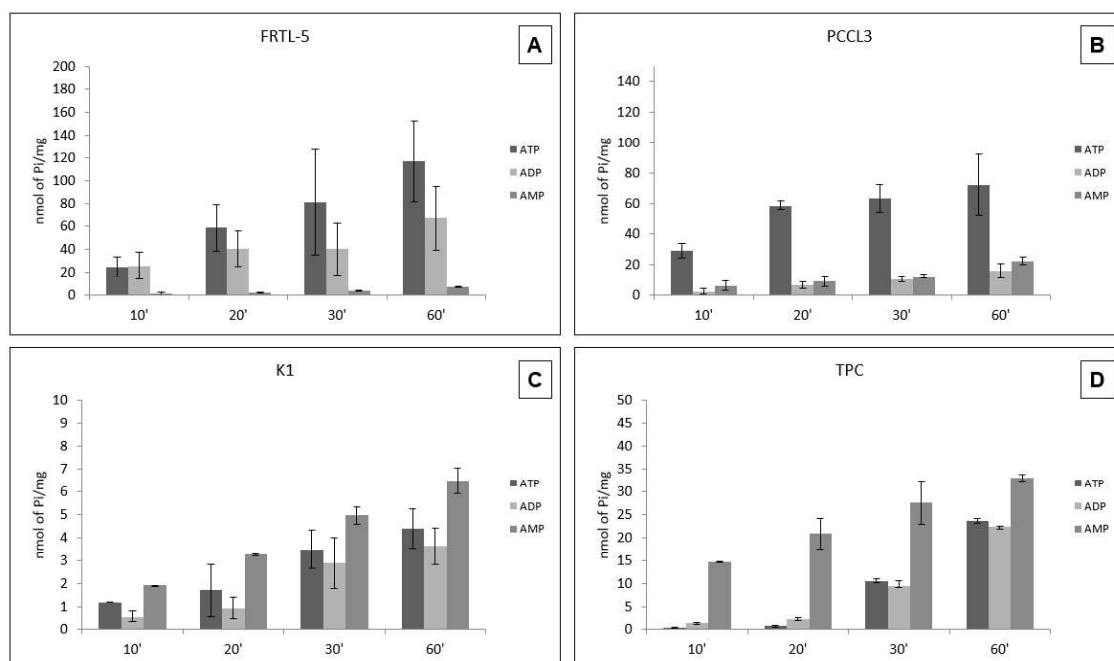 FRTL-5
A
nmol of Pi/mg
200
180
160
140
120
100
80
60
40
20
0
10' 20' 30' 60'
ATP
ADP
AMP
PCCL3
B
nmol of Pi/mg
140
120
100
80
60
40
20
0
10' 20' 30' 60'
ATP
ADP
AMP
K1
C
nmol of Pi/mg
10
9
8
7
6
5
4
3
2
1
0
10' 20' 30' 60'
ATP
ADP
AMP
TPC
D
nmol of Pi/mg
50
45
40
35
30
25
20
15
10
5
0
10' 20' 30' 60'
ATP
ADP
AMP